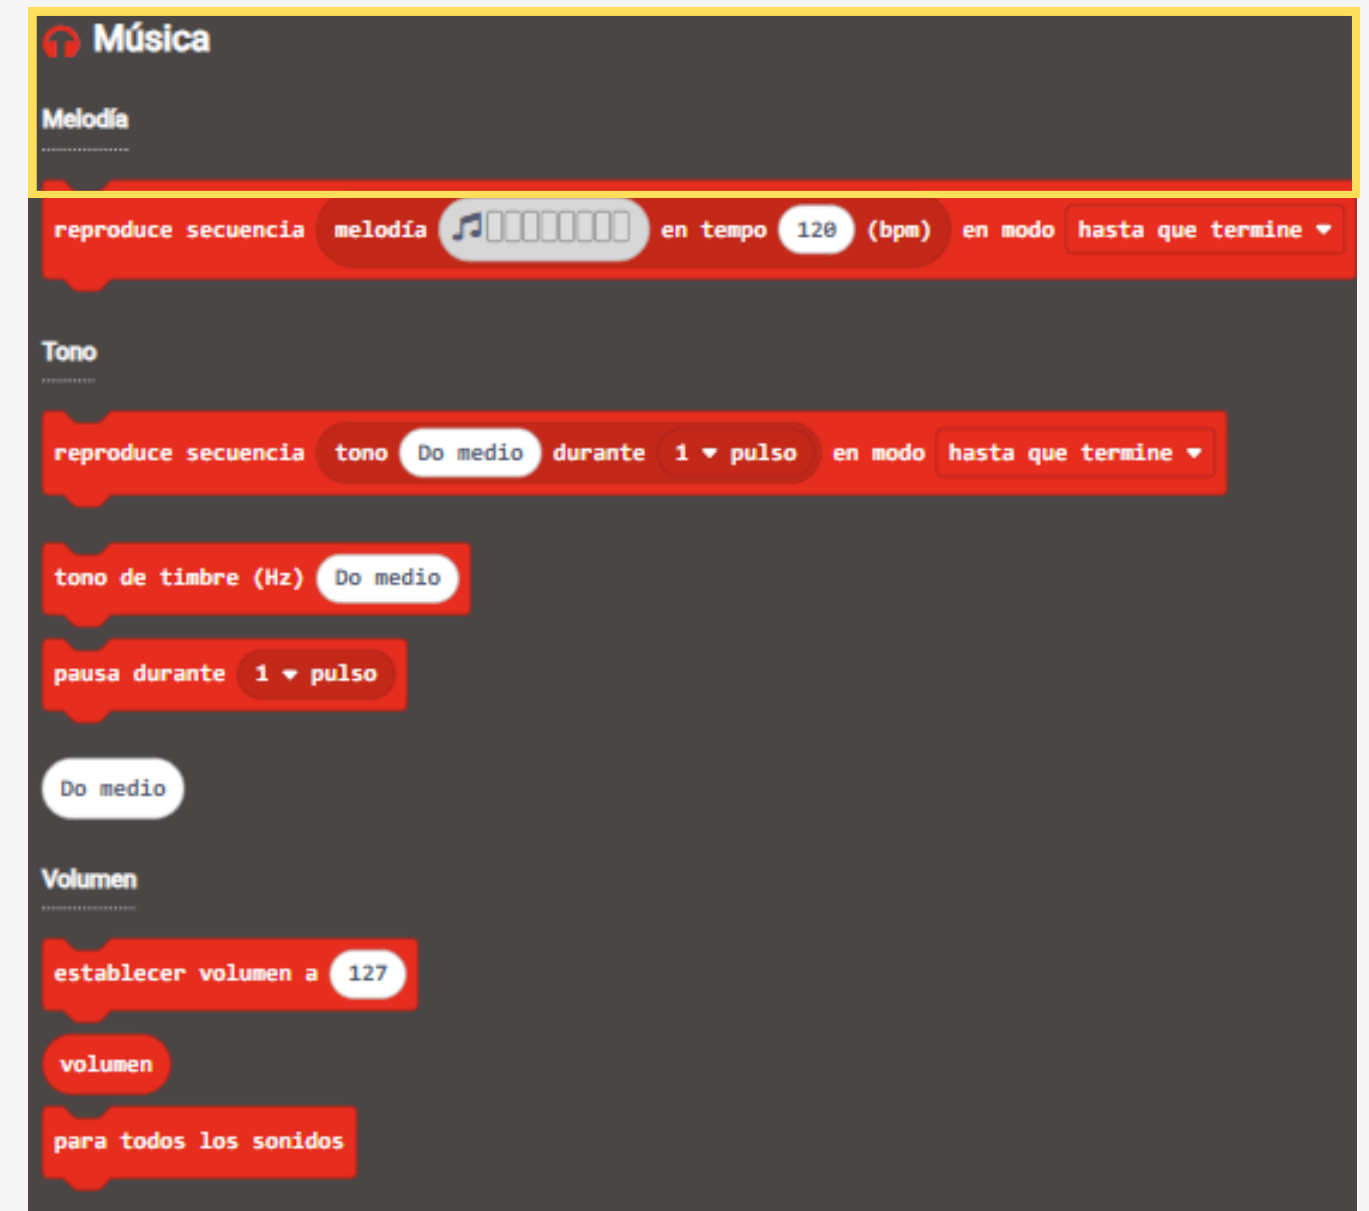 Música
Melodía
reproduce secuencia melodía en tempo 120 (bpm) en modo hasta que termine
Tono
reproduce secuencia tono Do medio durante 1 pulso en modo hasta que termine
tono de timbre (Hz) Do medio
pausa durante 1 pulso
Do medio
Volumen
establecer volumen a 127
volumen
para todos los sonidos